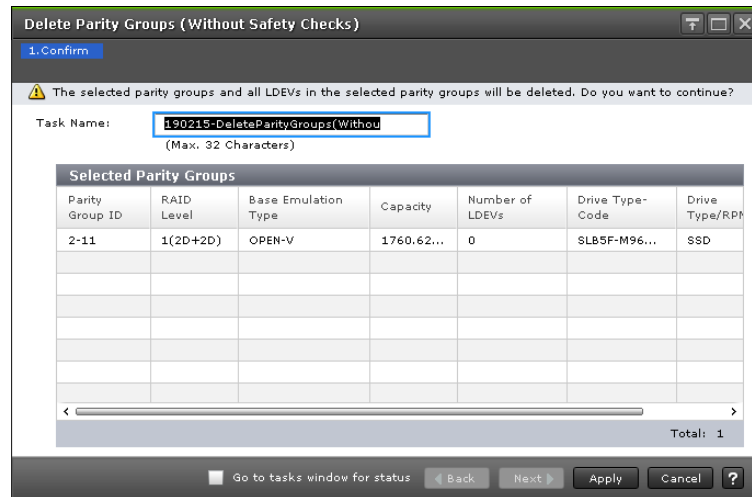 Delete Parity Groups (Without Safety Checks)
1.Confirm
The selected parity groups and all LDEVs in the selected parity groups will be deleted. Do you want to continue?
Task Name: 190215-DeleteParityGroups(Withou
(Max. 32 Characters)
Selected Parity Groups
Parity Group ID RAID Level Base Emulation Type Capacity Number of LDEVs Drive Type-Code Drive Type/RPM
2-11 1(2D+2D) OPEN-V 1760.62... 0 SLB5F-M96... SSD
Total: 1
Go to tasks window for status Back Next Apply Cancel ?